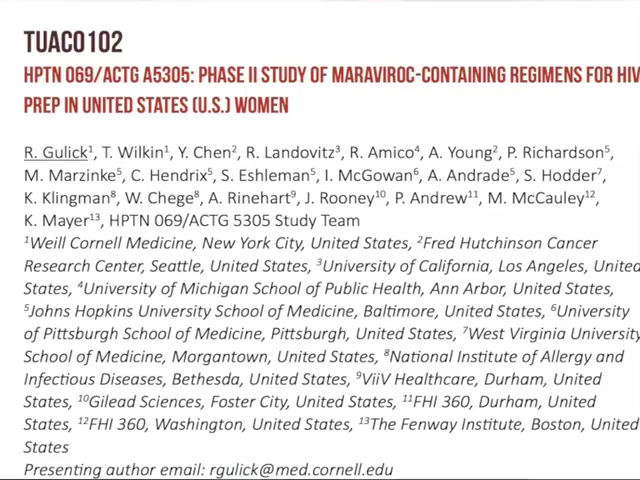 TUAC0102
HPTN 069/ACTG A5305: PHASE II STUDY OF MARAVIROC-CONTAINING REGIMENS FOR HIV
PREP IN UNITED STATES (U.S.) WOMEN
R. Gulick¹, T. Wilkin¹, Y. Chen², R. Landovitz³, R. Amico⁴, A. Young², P. Richardson⁵,
M. Marzinke⁵, C. Hendrix⁵, S. Eshleman⁵, I. McGowan⁶, A. Andrade⁵, S. Hodder⁷,
K. Klingman⁸, W. Chege⁸, A. Rinehart⁹, J. Rooney¹⁰, P. Andrew¹¹, M. McCauley¹²,
K. Mayer¹³, HPTN 069/ACTG 5305 Study Team
¹Weill Cornell Medicine, New York City, United States, ²Fred Hutchinson Cancer
Research Center, Seattle, United States, ³University of California, Los Angeles, United
States, ⁴University of Michigan School of Public Health, Ann Arbor, United States,
⁵Johns Hopkins University School of Medicine, Baltimore, United States, ⁶University
of Pittsburgh School of Medicine, Pittsburgh, United States, ⁷West Virginia University
School of Medicine, Morgantown, United States, ⁸National Institute of Allergy and
Infectious Diseases, Bethesda, United States, ⁹ViiV Healthcare, Durham, United
States, ¹⁰Gilead Sciences, Foster City, United States, ¹¹FHI 360, Durham, United
States, ¹²FHI 360, Washington, United States, ¹³The Fenway Institute, Boston, United
States
Presenting author email: rgulick@med.cornell.edu